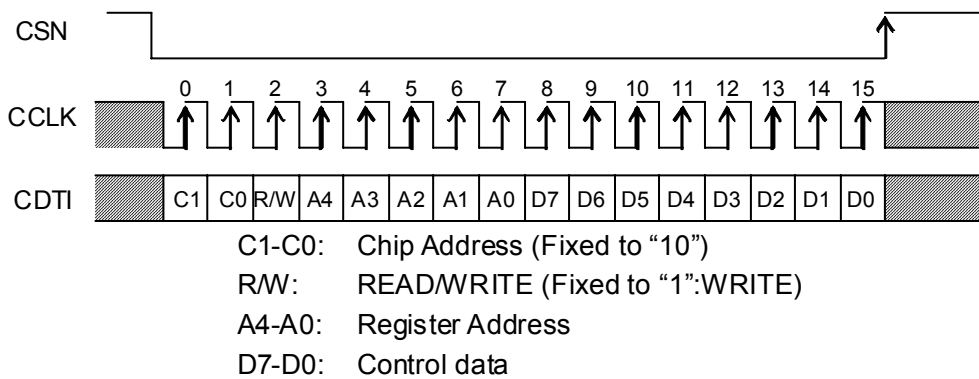 CSN
0 1 2 3 4 5 6 7 8 9 10 11 12 13 14 15
CCLK
CDTI C1 C0 R/W A4 A3 A2 A1 A0 D7 D6 D5 D4 D3 D2 D1 D0
C1-C0: Chip Address (Fixed to “10”)
R/W: READ/WRITE (Fixed to “1”:WRITE)
A4-A0: Register Address
D7-D0: Control data